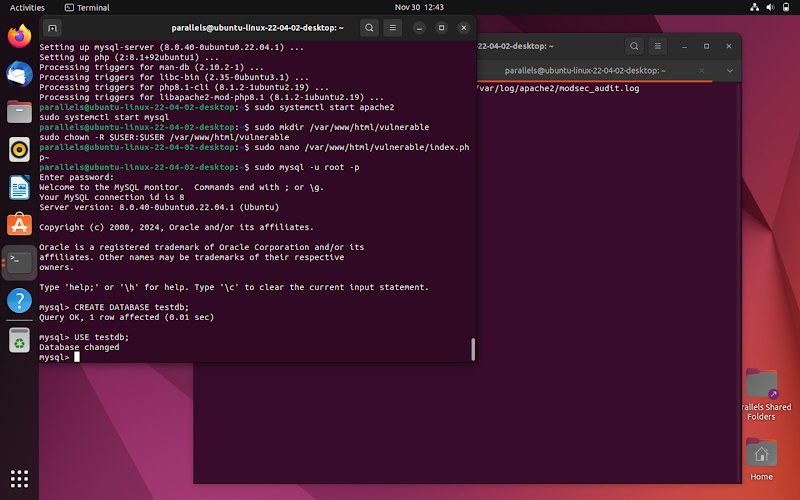 Activities
Terminal
Nov 30 12:43
parallels@ubuntu-linux-22-04-02-desktop: ~
Setting up mysql-server (8.0.40-0ubuntu0.22.04.1) ...
Setting up php (2:8.1+92ubuntu1) ...
Processing triggers for man-db (2.10.2-1) ...
Processing triggers for libc-bin (2.35-0ubuntu3.1) ...
Processing triggers for php8.1-cli (8.1.2-1ubuntu2.19) ...
Processing triggers for libapache2-mod-php8.1 (8.1.2-1ubuntu2.19) ...
parallels@ubuntu-linux-22-04-02-desktop:~$ sudo systemctl start apache2
sudo systemctl start mysql
parallels@ubuntu-linux-22-04-02-desktop:~$ sudo mkdir /var/www/html/vulnerable
sudo chown -R $USER:$USER /var/www/html/vulnerable
parallels@ubuntu-linux-22-04-02-desktop:~$ sudo nano /var/www/html/vulnerable/index.ph
p~
parallels@ubuntu-linux-22-04-02-desktop:~$ sudo mysql -u root -p
Enter password:
Welcome to the MySQL monitor.  Commands end with ; or \g.
Your MySQL connection id is 8
Server version: 8.0.40-0ubuntu0.22.04.1 (Ubuntu)
Copyright (c) 2000, 2024, Oracle and/or its affiliates.
Oracle is a registered trademark of Oracle Corporation and/or its
affiliates. Other names may be trademarks of their respective
owners.
Type 'help;' or '\h' for help. Type '\c' to clear the current input statement.
mysql> CREATE DATABASE testdb;
Query OK, 1 row affected (0.01 sec)
mysql> USE testdb;
Database changed
mysql>
-22-04-02-desktop: ~
parallels@ubuntu-linux-22-04-02-desktop: ~
/var/log/apache2/modsec_audit.log
rallels Shared
Folders
Home